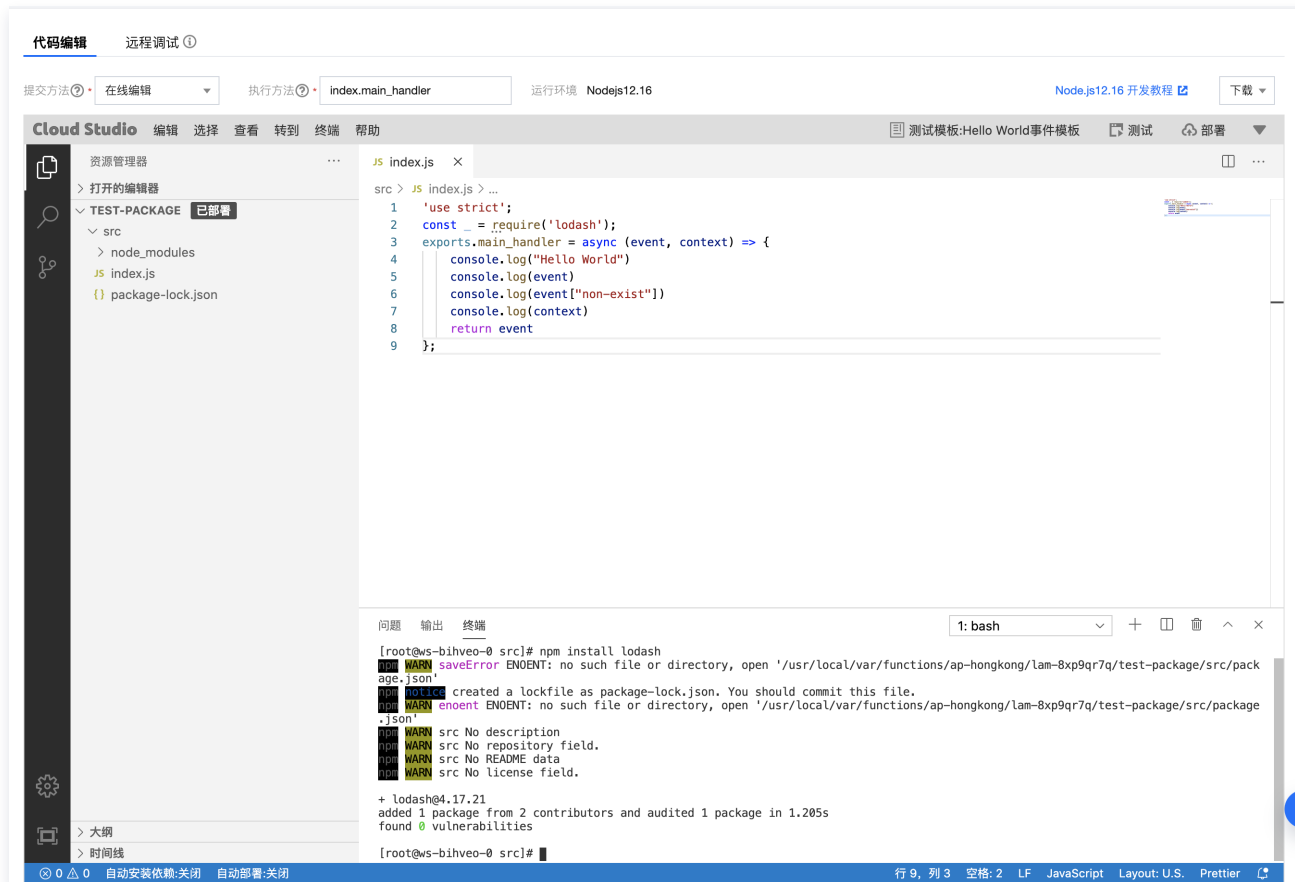 代码编辑 远程调试
提交方法 * 在线编辑 执行方法 * index.main_handler 运行环境 Nodejs12.16 Node.js12.16 开发教程 下载
Cloud Studio 编辑 选择 查看 转到 终端 帮助 测试模板:Hello World事件模板 测试 部署
资源管理器 ... JS index.js
打开的编辑器
src > JS index.js > ...
TEST-PACKAGE 已部署
src
node_modules
JS index.js
{} package-lock.json
1 'use strict';
2 const _ = require('lodash');
3 exports.main_handler = async (event, context) => {
4 console.log("Hello World")
5 console.log(event)
6 console.log(event["non-exist"])
7 console.log(context)
8 return event
9 };
问题 输出 终端 1: bash
[root@ws-bihveo-0 src]# npm install lodash
npm WARN saveError ENOENT: no such file or directory, open '/usr/local/var/functions/ap-hongkong/lam-8xp9qr7q/test-package/src/pack
age.json'
npm notice created a lockfile as package-lock.json. You should commit this file.
npm WARN enoent ENOENT: no such file or directory, open '/usr/local/var/functions/ap-hongkong/lam-8xp9qr7q/test-package/src/package
.json'
npm WARN src No description
npm WARN src No repository field.
npm WARN src No README data
npm WARN src No license field.
+ lodash@4.17.21
added 1 package from 2 contributors and audited 1 package in 1.205s
found 0 vulnerabilities
[root@ws-bihveo-0 src]#
大纲
时间线
0 0 自动安装依赖:关闭 自动部署:关闭 行 9，列 3 空格: 2 LF JavaScript Layout: U.S. Prettier